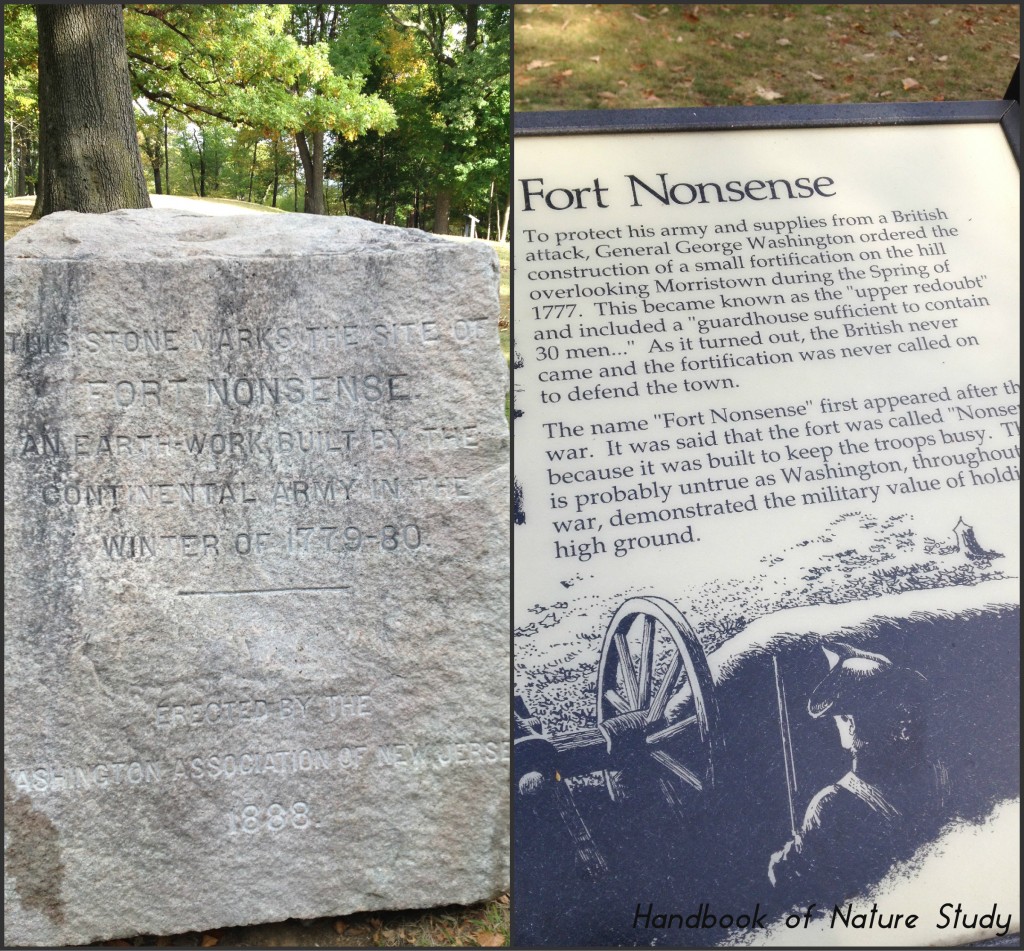 THIS STONE MARKS THE SITE OF
FORT NONSENSE.
AN EARTH-WORK BUILT BY THE
CONTINENTAL ARMY IN THE
WINTER OF 1779-80.
ERECTED BY THE
ASHINGTON ASSOCIATION OF NEW JERSE
1888.
Fort Nonsense
To protect his army and supplies from a British
attack, General George Washington ordered the
construction of a small fortification on the hill
overlooking Morristown during the Spring of
1777. This became known as the "upper redoubt"
and included a "guardhouse sufficient to contain
30 men..." As it turned out, the British never
came and the fortification was never called on
to defend the town.
The name "Fort Nonsense" first appeared after th
war. It was said that the fort was called "Nonse
because it was built to keep the troops busy. Th
is probably untrue as Washington, throughout
war, demonstrated the military value of holdi
high ground.
Handbook of Nature Study